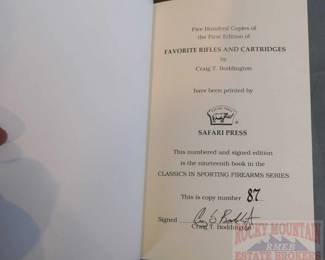 Five Hundred Copies of
the First Edition of
FAVORITE RIFLES AND CARTRIDGES
by
Craig T. Boddington
have been printed by
SAFARI PRESS
This numbered and signed edition
is the nineteenth book in the
CLASSICS IN SPORTING FIREARMS SERIES
This is copy number 87
Signed
Craig T. Boddington
ROCKY MOUNTAIN
RMEB
ESTATE BROKERS